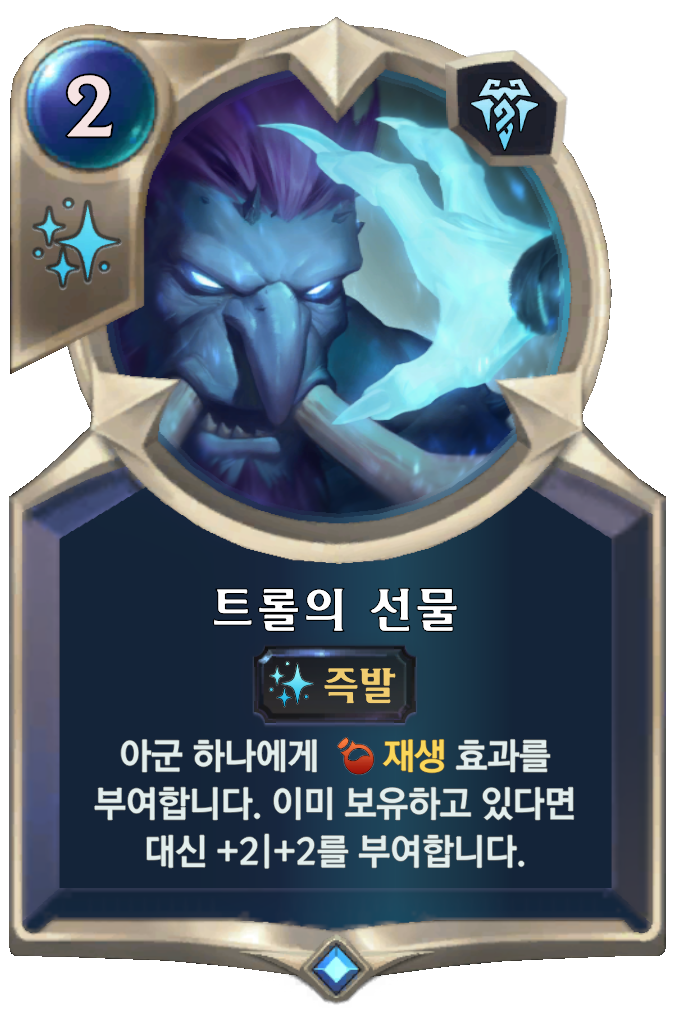 2
트롤의 선물
즉발
아군 하나에게 재생 효과를
부여합니다. 이미 보유하고 있다면
대신 +2|+2를 부여합니다.